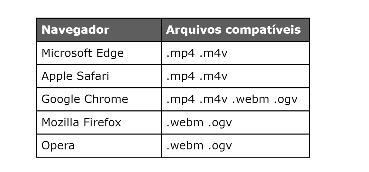 Navegador Arquivos compatíveis
Microsoft Edge .mp4 .m4v
Apple Safari .mp4 .m4v
Google Chrome .mp4 .m4v .webm .ogv
Mozilla Firefox .webm .ogv
Opera .webm .ogv